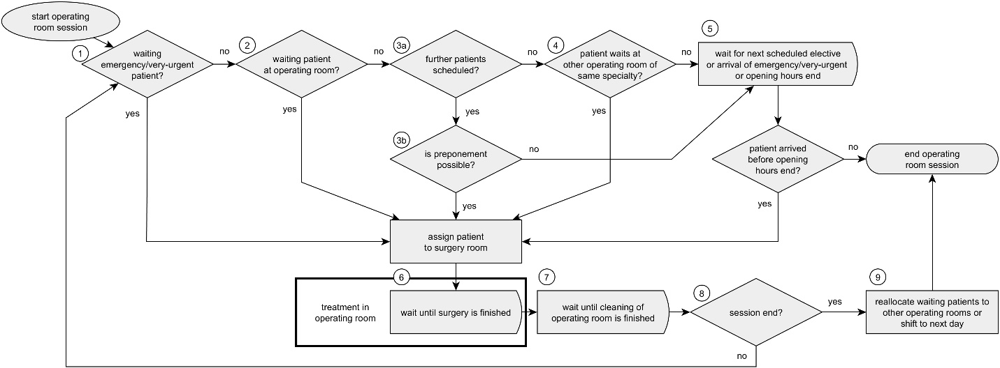 start operating
room session
1
waiting
emergency/very-urgent
patient?
no
yes
2
waiting patient
at operating room?
no
yes
3a
further patients
scheduled?
no
yes
3b
is preponement
possible?
no
yes
4
patient waits at
other operating room of
same specialty?
no
yes
5
wait for next scheduled elective
or arrival of emergency/very-urgent
or opening hours end
patient arrived
before opening
hours end?
no
yes
end operating
room session
assign patient
to surgery room
6
treatment in
operating room
wait until surgery is finished
7
wait until cleaning of
operating room is finished
8
session end?
yes
no
9
reallocate waiting patients to
other operating rooms or
shift to next day